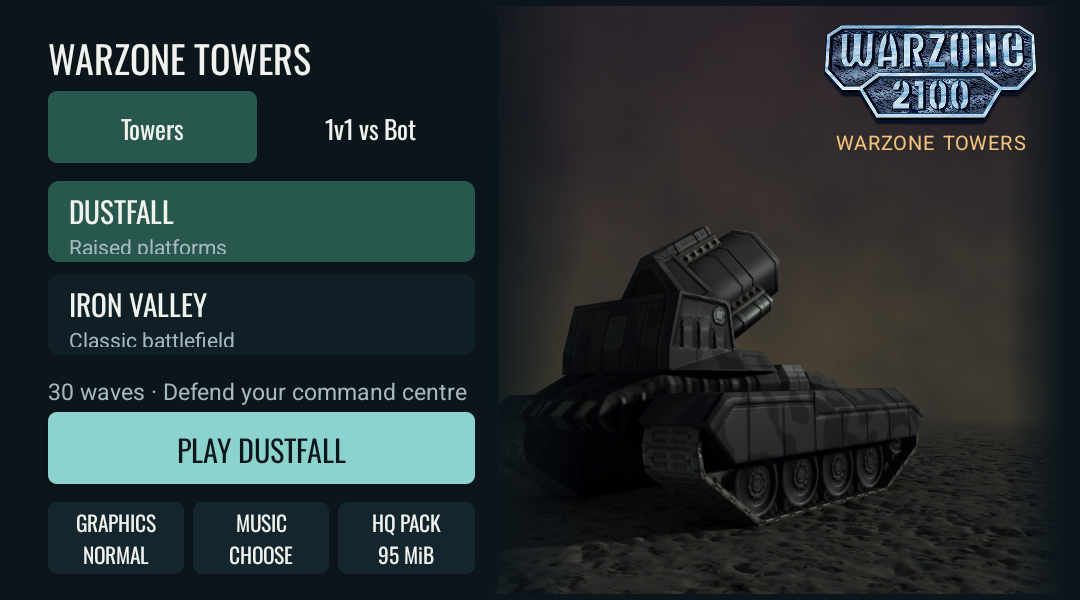 WARZONE TOWERS
Towers
1v1 vs Bot
DUSTFALL
Raised platforms
IRON VALLEY
Classic battlefield
30 waves · Defend your command centre
PLAY DUSTFALL
GRAPHICS
NORMAL
MUSIC
CHOOSE
HQ PACK
95 MiB
WARZONE
2100
WARZONE TOWERS